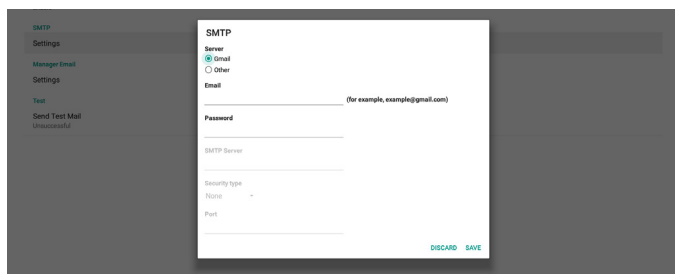 SMTP
Settings
Manager Email
Settings
Test
Send Test Mail
Unsuccessful
SMTP
Server
Gmail
Other
Email
(for example, example@gmail.com)
Password
SMTP Server
Security type
None
Port
DISCARD SAVE